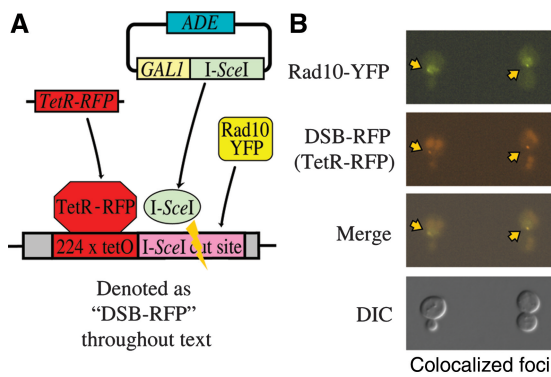 A
ADE
GAL1 I-SceI
TetR-RFP
Rad10
YFP
TetR-RFP
I-SceI
224 x tetO I-SceI cut site
Denoted as
“DSB-RFP”
throughout text
B
Rad10-YFP
DSB-RFP
(TetR-RFP)
Merge
DIC
Colocalized foci